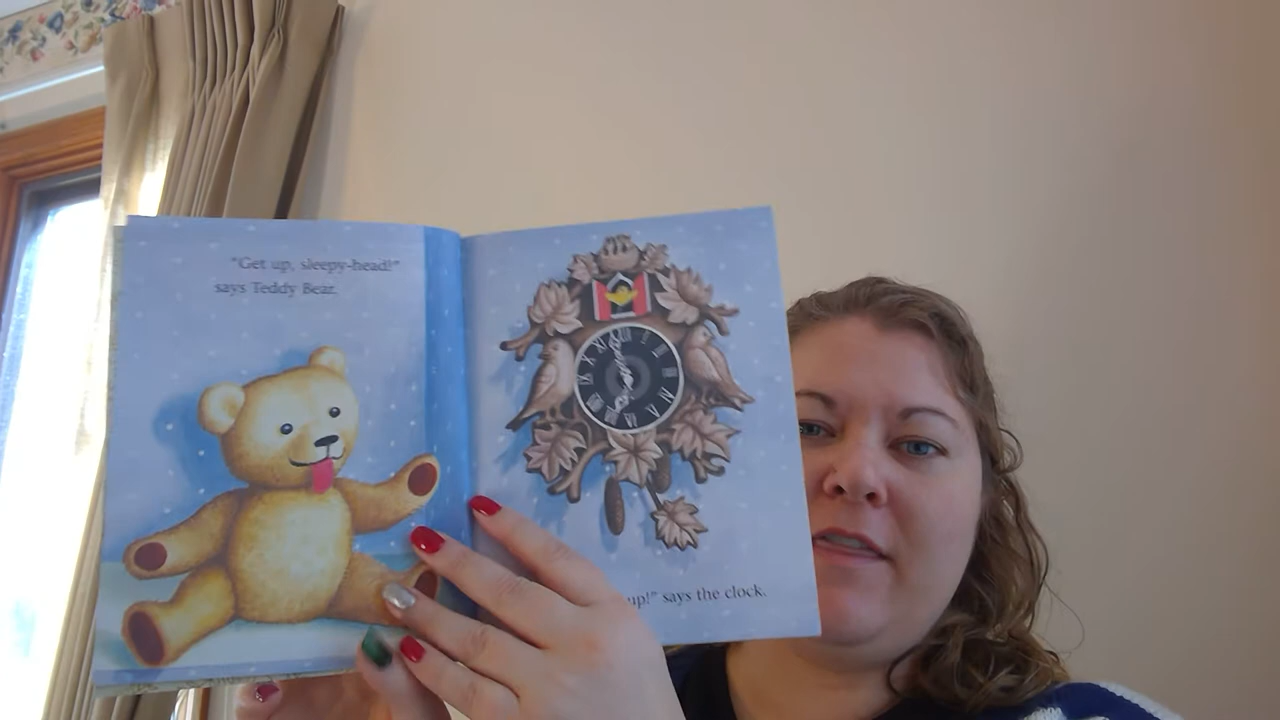 "Get up, sleepy-head!"
says Teddy Bear.
up!" says the clock.